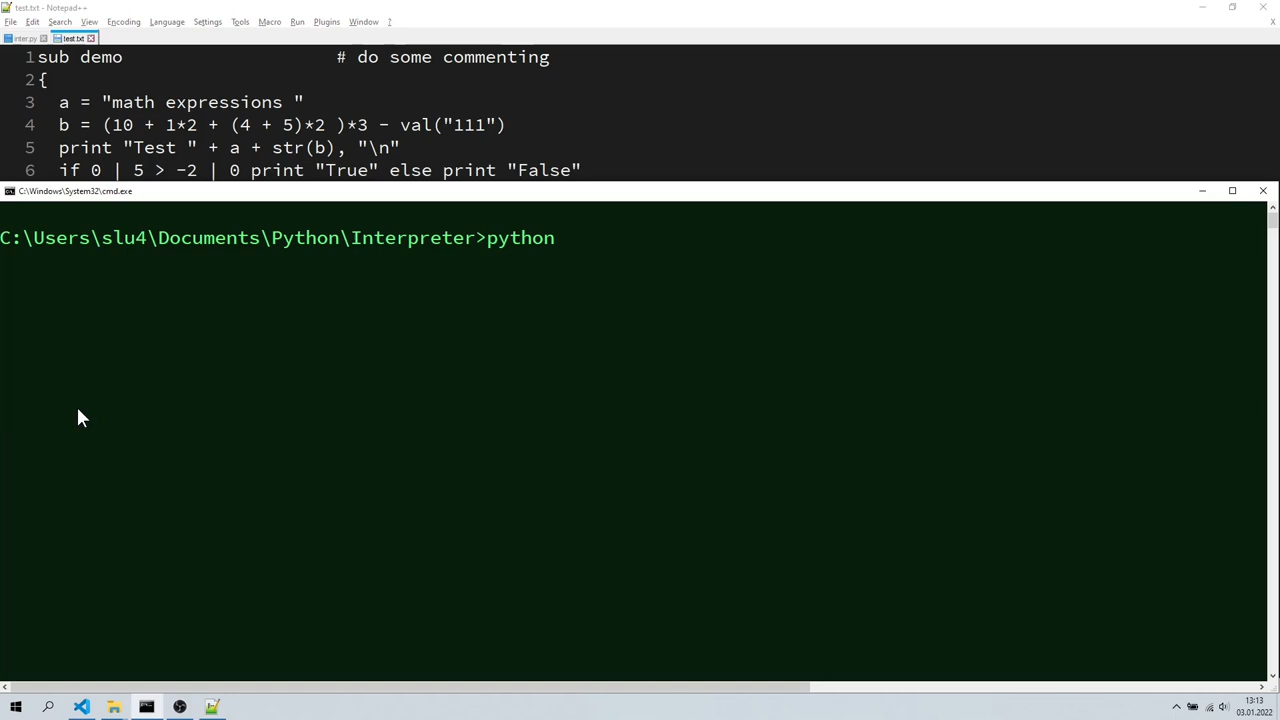 test.txt - Notepad++
File Edit Search View Encoding Language Settings Tools Macro Run Plugins Window ? X
inter.py test.txt
1 sub demo # do some commenting
2 {
3 a = "math expressions "
4 b = (10 + 1*2 + (4 + 5)*2 )*3 - val("111")
5 print "Test " + a + str(b), "\n"
6 if 0 | 5 > -2 | 0 print "True" else print "False"
C:\Windows\System32\cmd.exe
C:\Users\slu4\Documents\Python\Interpreter>python
13:13
03.01.2022